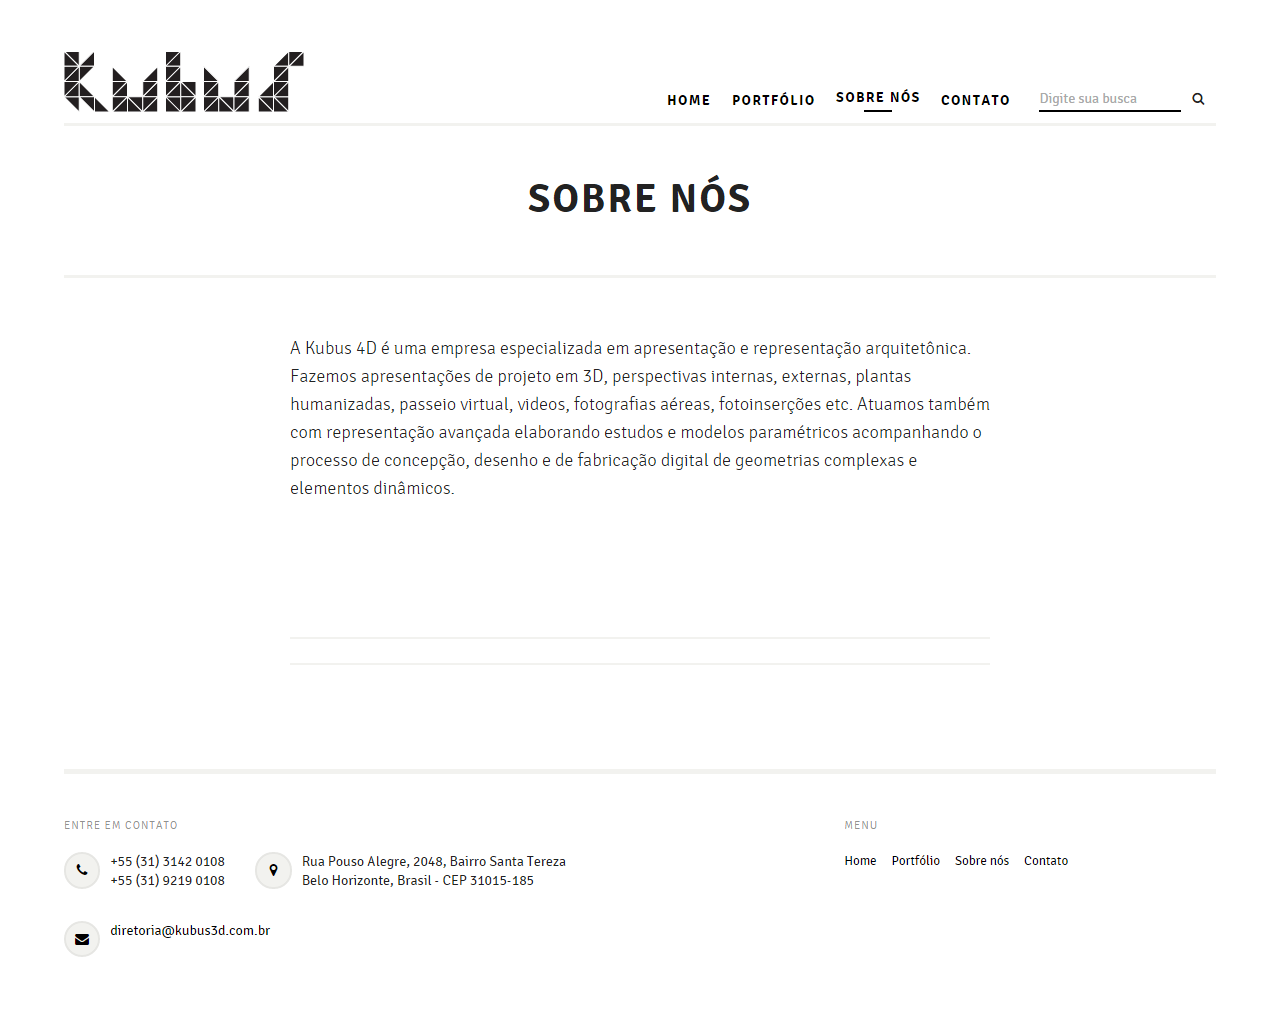 Kubus
HOME PORTFÓLIO SOBRE NÓS CONTATO Digite sua busca
SOBRE NÓS
A Kubus 4D é uma empresa especializada em apresentação e representação arquitetônica.
Fazemos apresentações de projeto em 3D, perspectivas internas, externas, plantas
humanizadas, passeio virtual, videos, fotografias aéreas, fotoinserções etc. Atuamos também
com representação avançada elaborando estudos e modelos paramétricos acompanhando o
processo de concepção, desenho e de fabricação digital de geometrias complexas e
elementos dinâmicos.
ENTRE EM CONTATO
+55 (31) 3142 0108
+55 (31) 9219 0108
Rua Pouso Alegre, 2048, Bairro Santa Tereza
Belo Horizonte, Brasil - CEP 31015-185
diretoria@kubus3d.com.br
MENU
Home Portfólio Sobre nós Contato